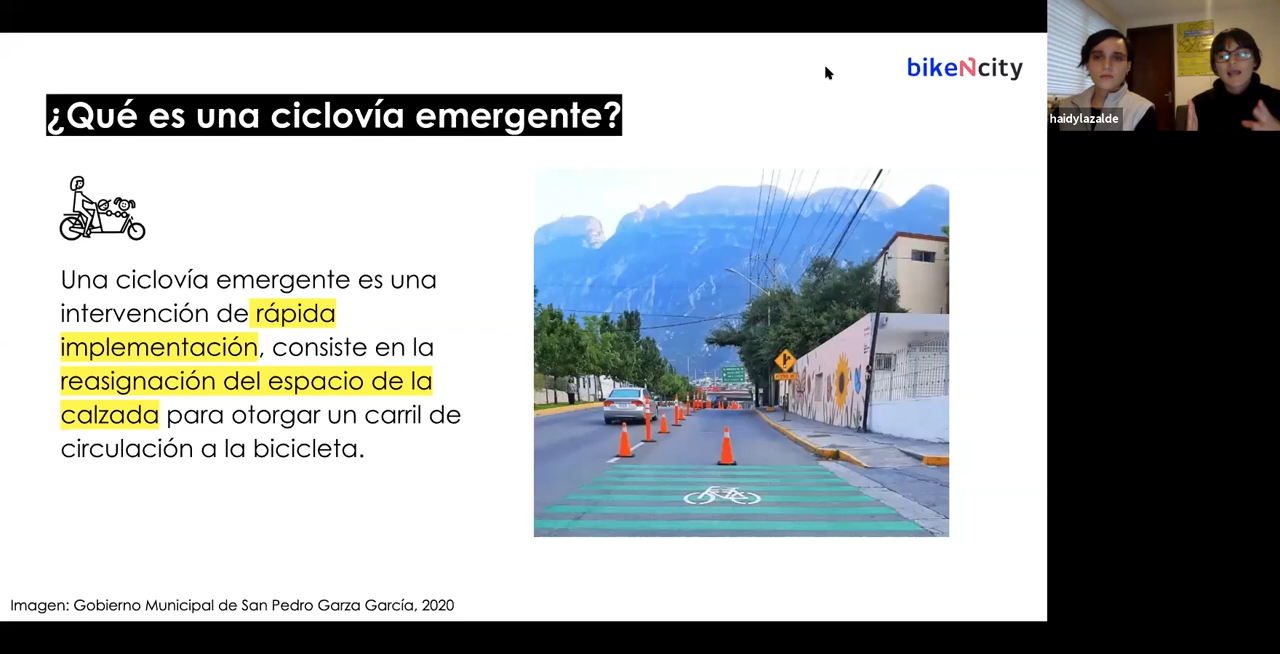 bikeNcity
¿Qué es una ciclovía emergente?
Una ciclovía emergente es una
intervención de rápida
implementación, consiste en la
reasignación del espacio de la
calzada para otorgar un carril de
circulación a la bicicleta.
Imagen: Gobierno Municipal de San Pedro Garza García, 2020
haidylazalde